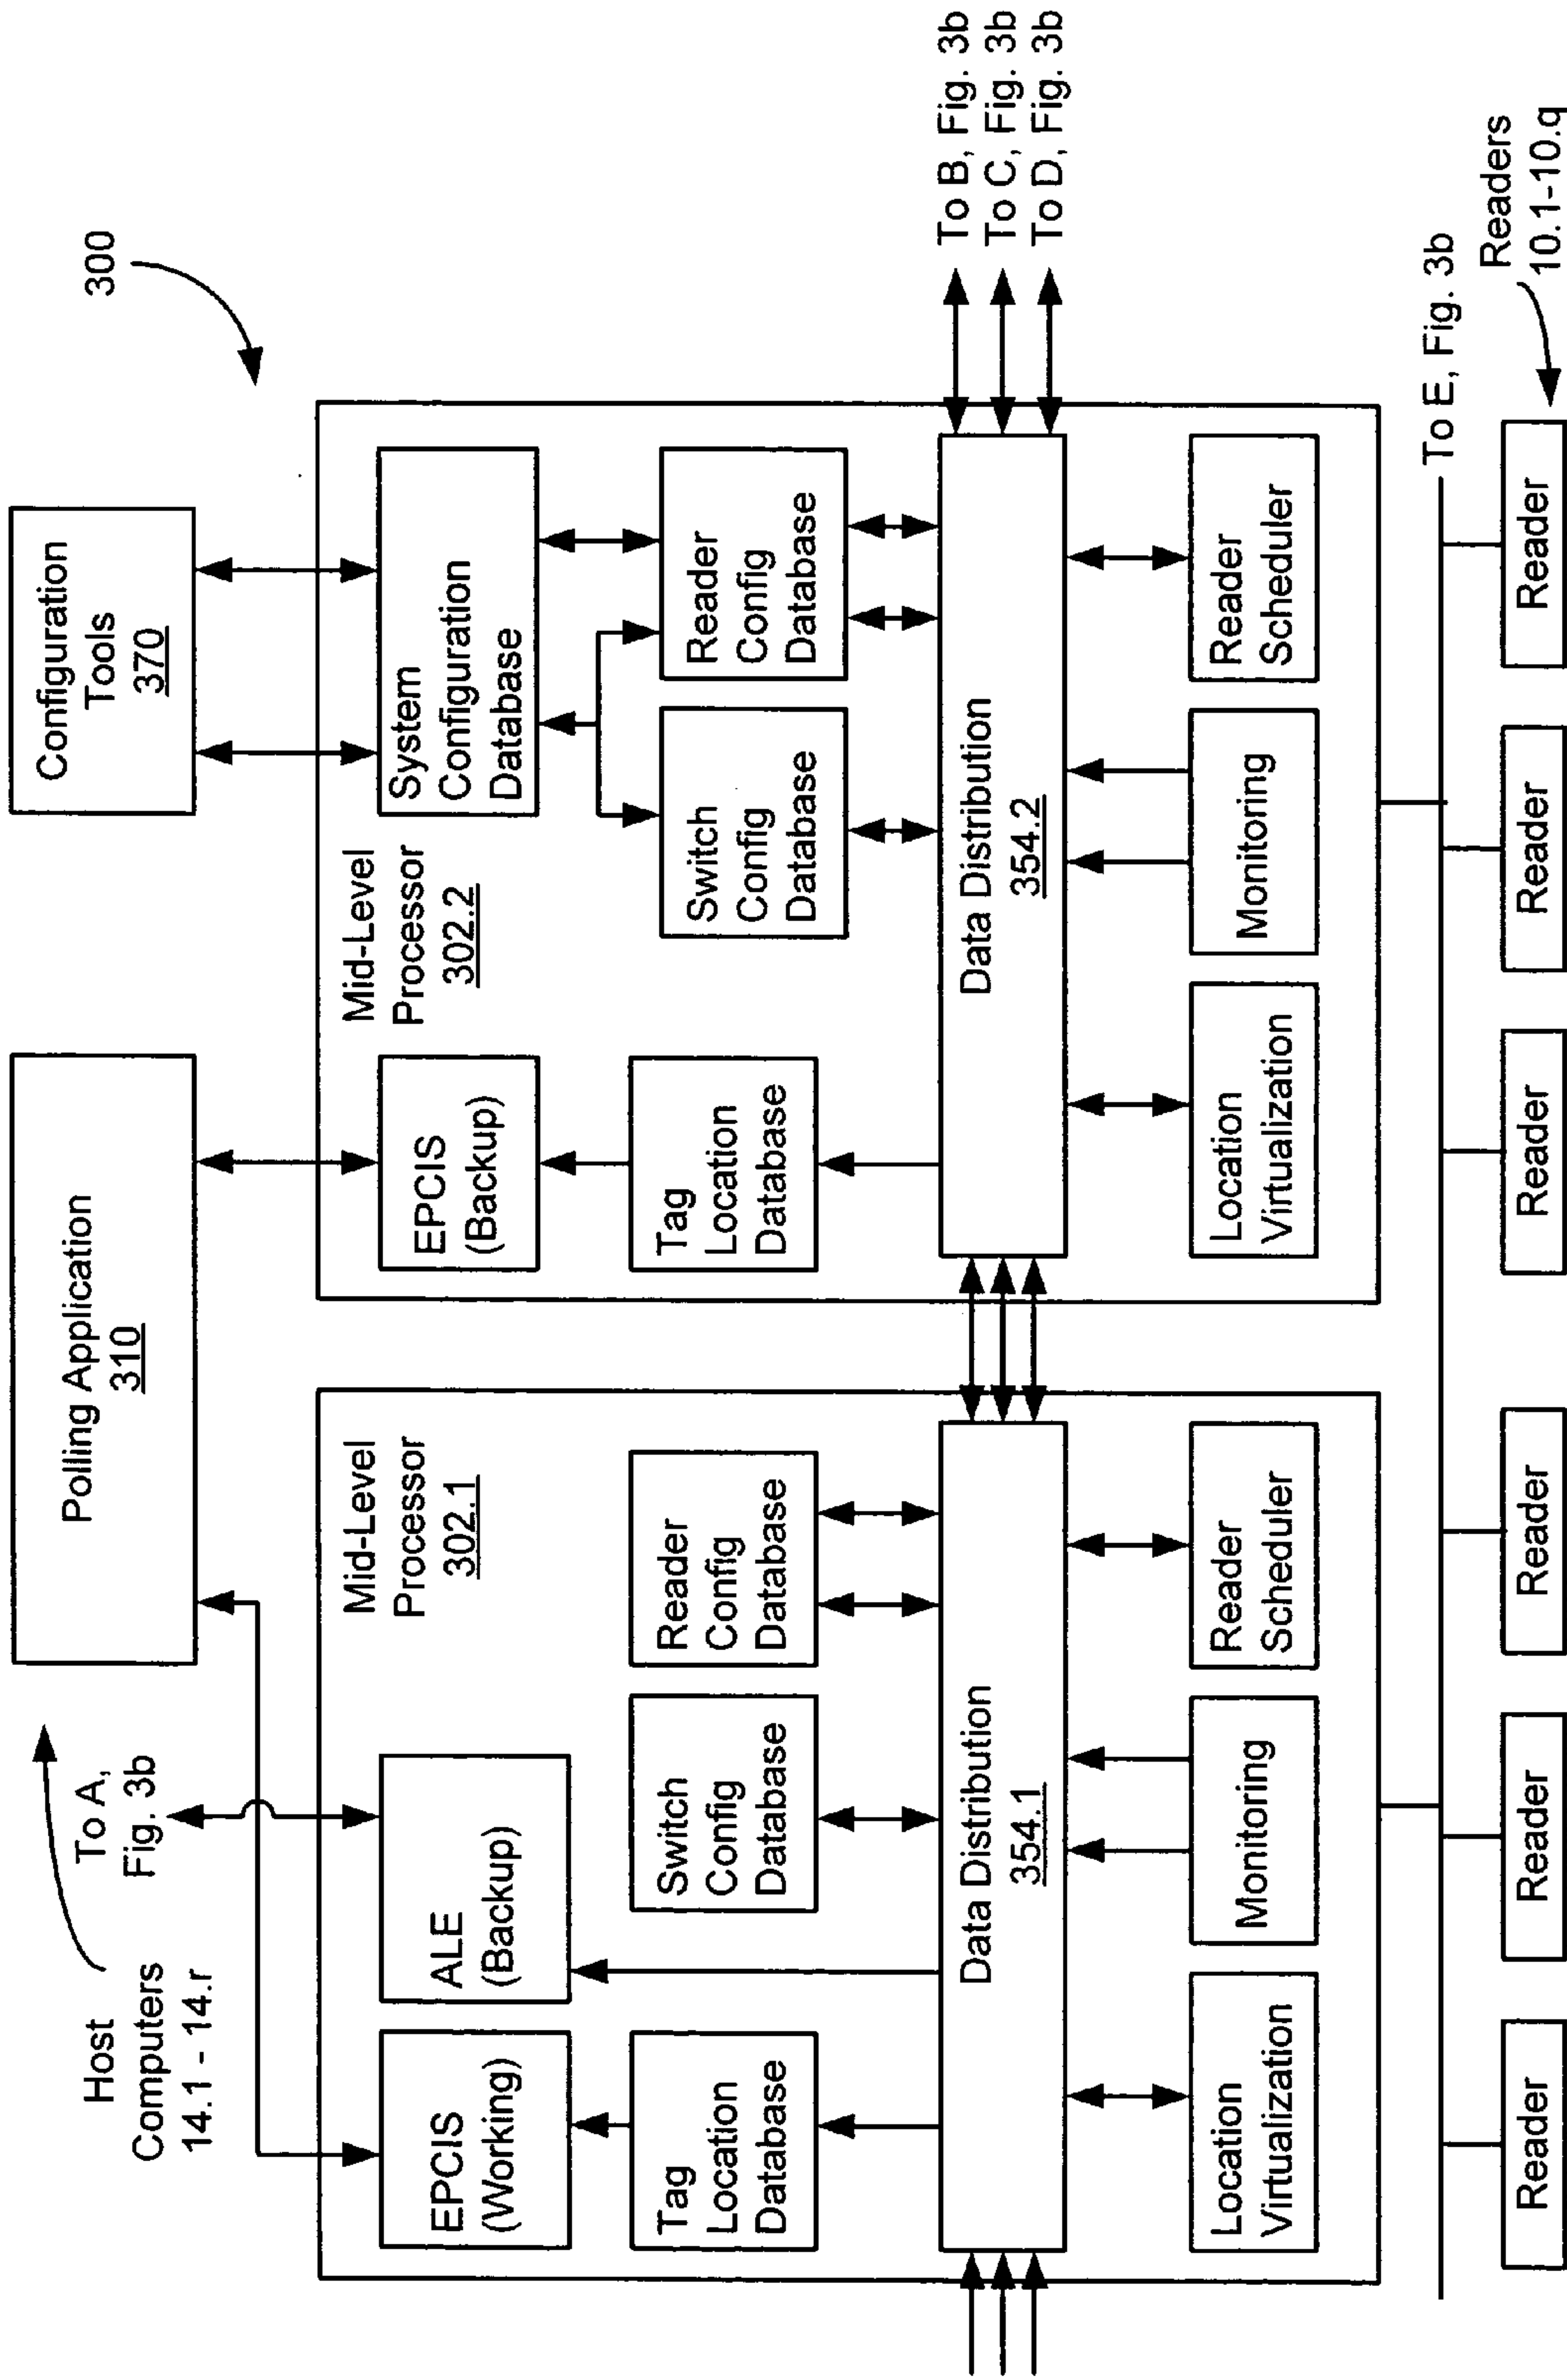 300
Host
Computers
14.1 - 14.r
To A,
Fig. 3b
Polling Application
310
Configuration
Tools
370
Mid-Level
Processor
302.1
EPCIS
(Working)
ALE
(Backup)
Tag
Location
Database
Switch
Config
Database
Reader
Config
Database
Data Distribution
354.1
Location
Virtualization
Monitoring
Reader
Scheduler
Mid-Level
Processor
302.2
EPCIS
(Backup)
System
Configuration
Database
Tag
Location
Database
Switch
Config
Database
Reader
Config
Database
Data Distribution
354.2
Location
Virtualization
Monitoring
Reader
Scheduler
To B, Fig. 3b
To C, Fig. 3b
To D, Fig. 3b
To E, Fig. 3b
Readers
10.1-10.q
Reader
Reader
Reader
Reader
Reader
Reader